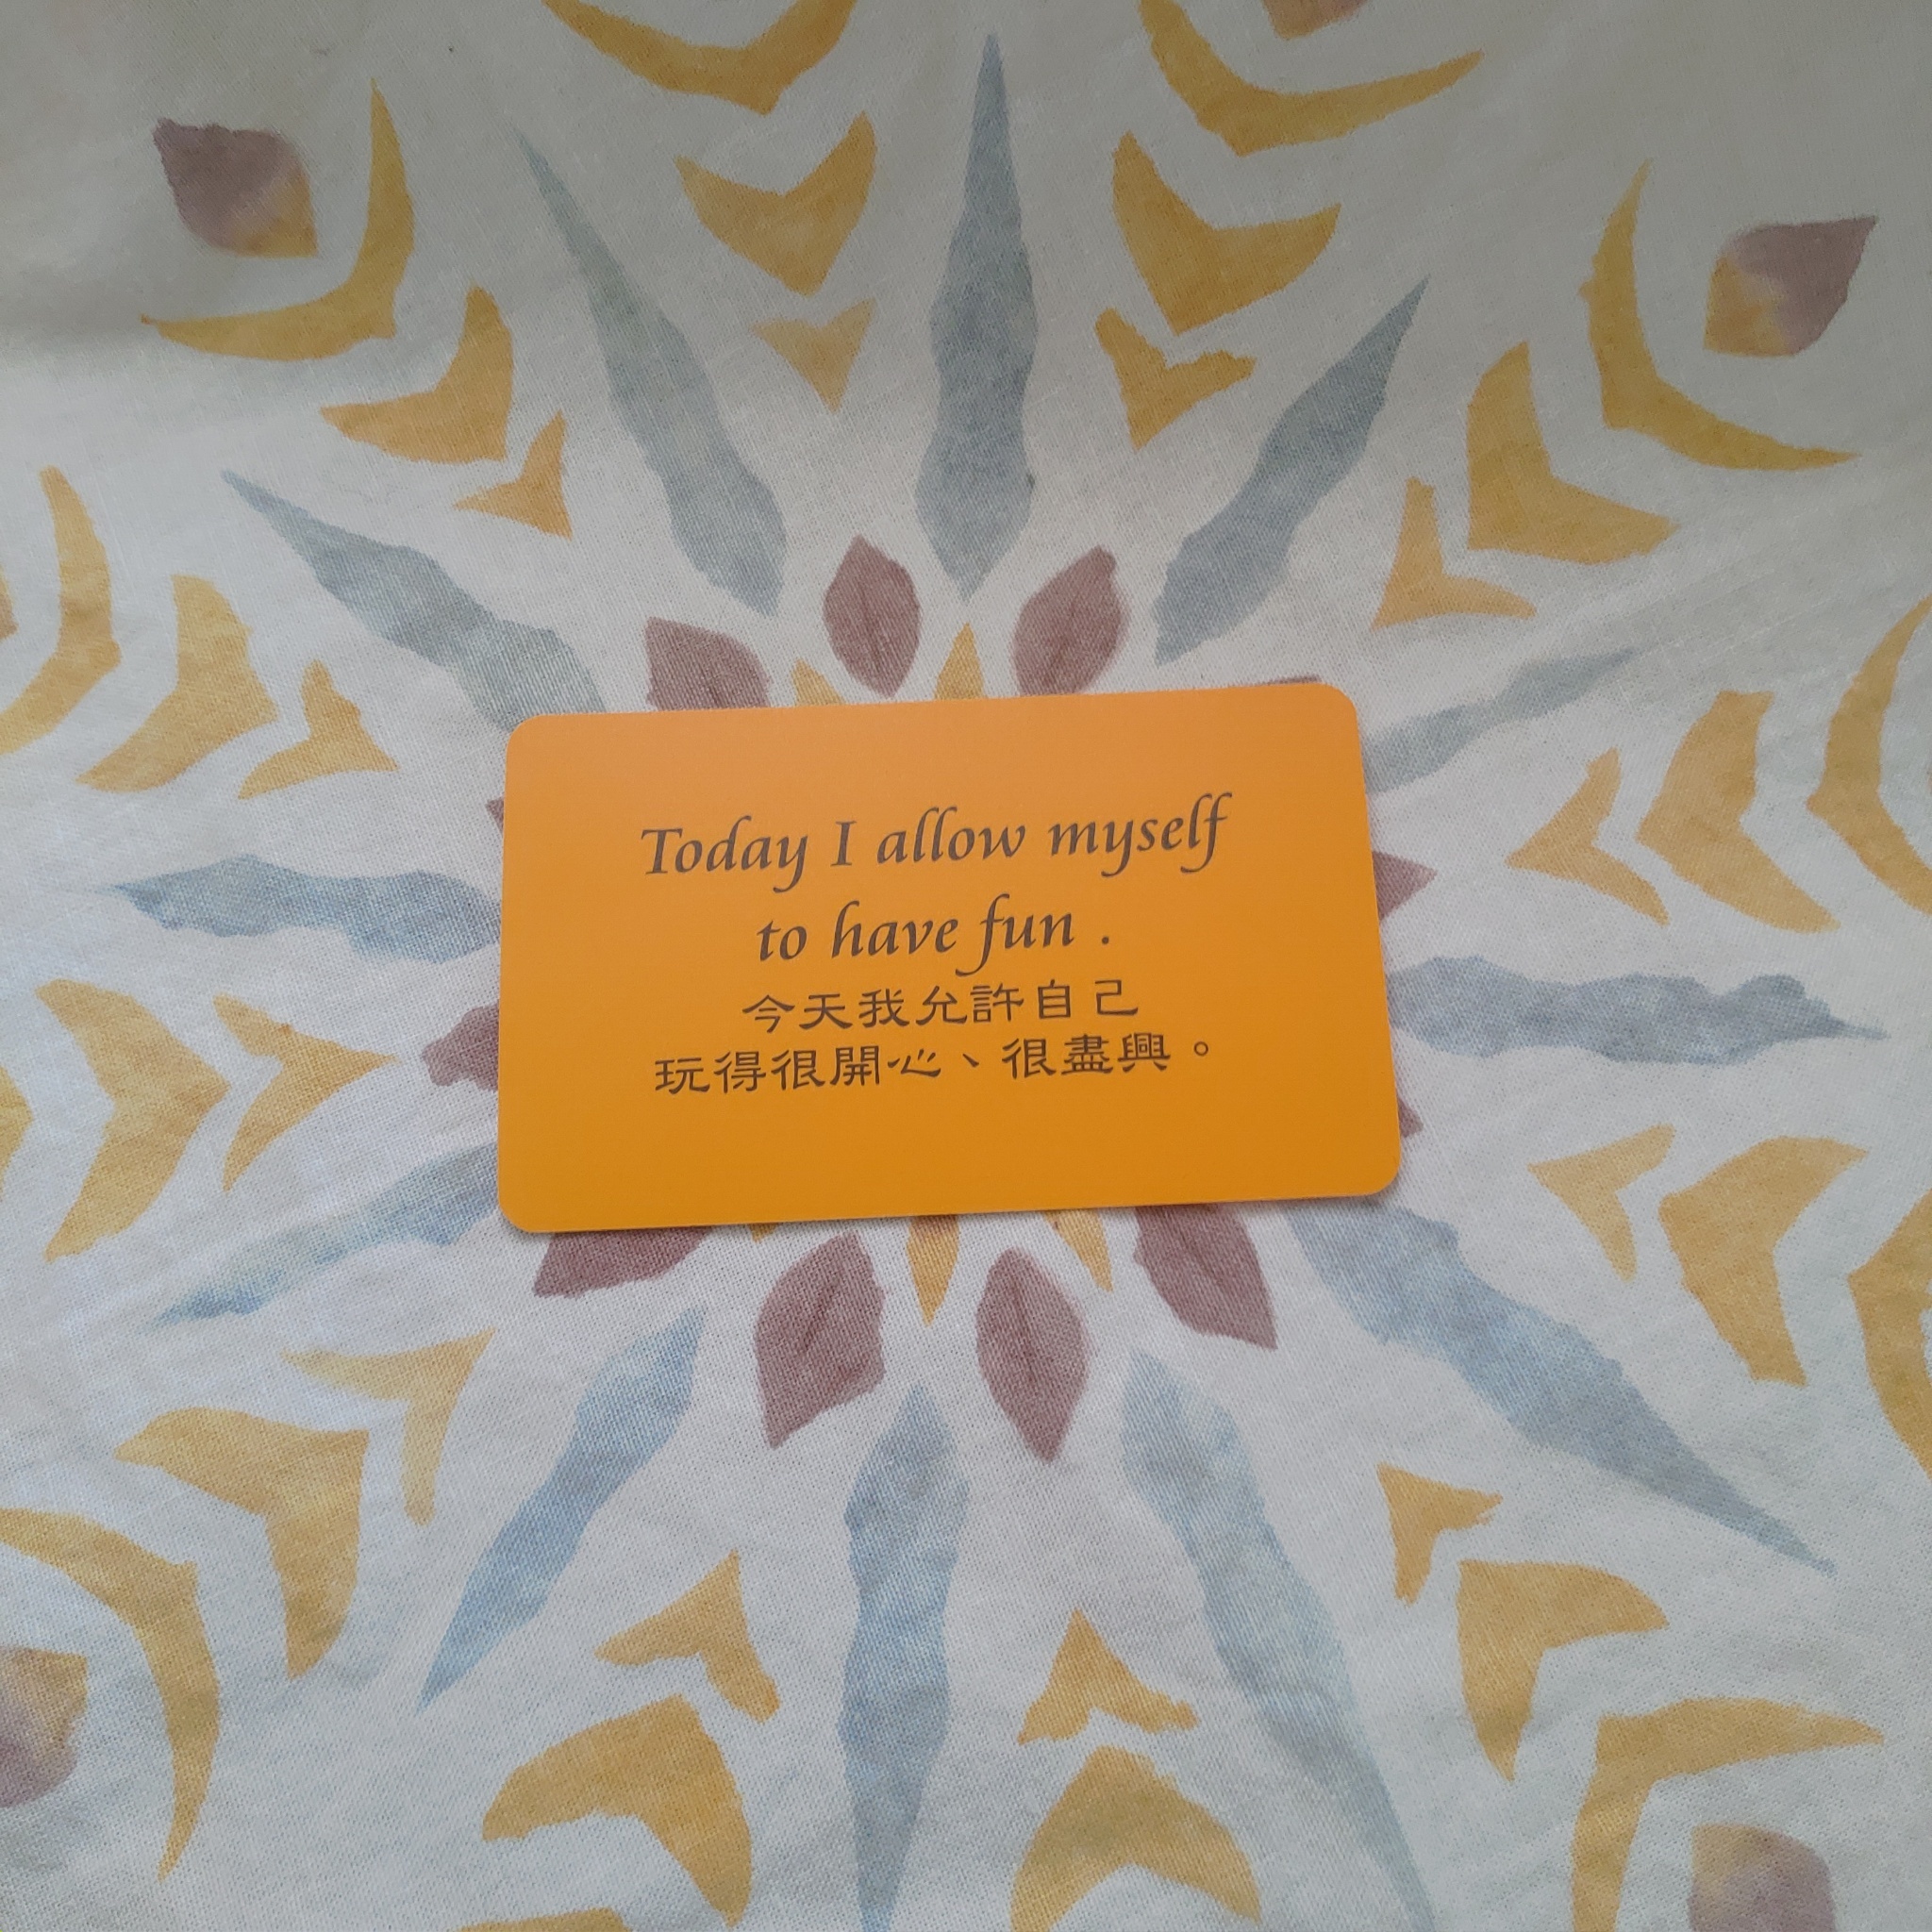 Today I allow myself
to have fun .
今天我允許自己
玩得很開心、很盡興。